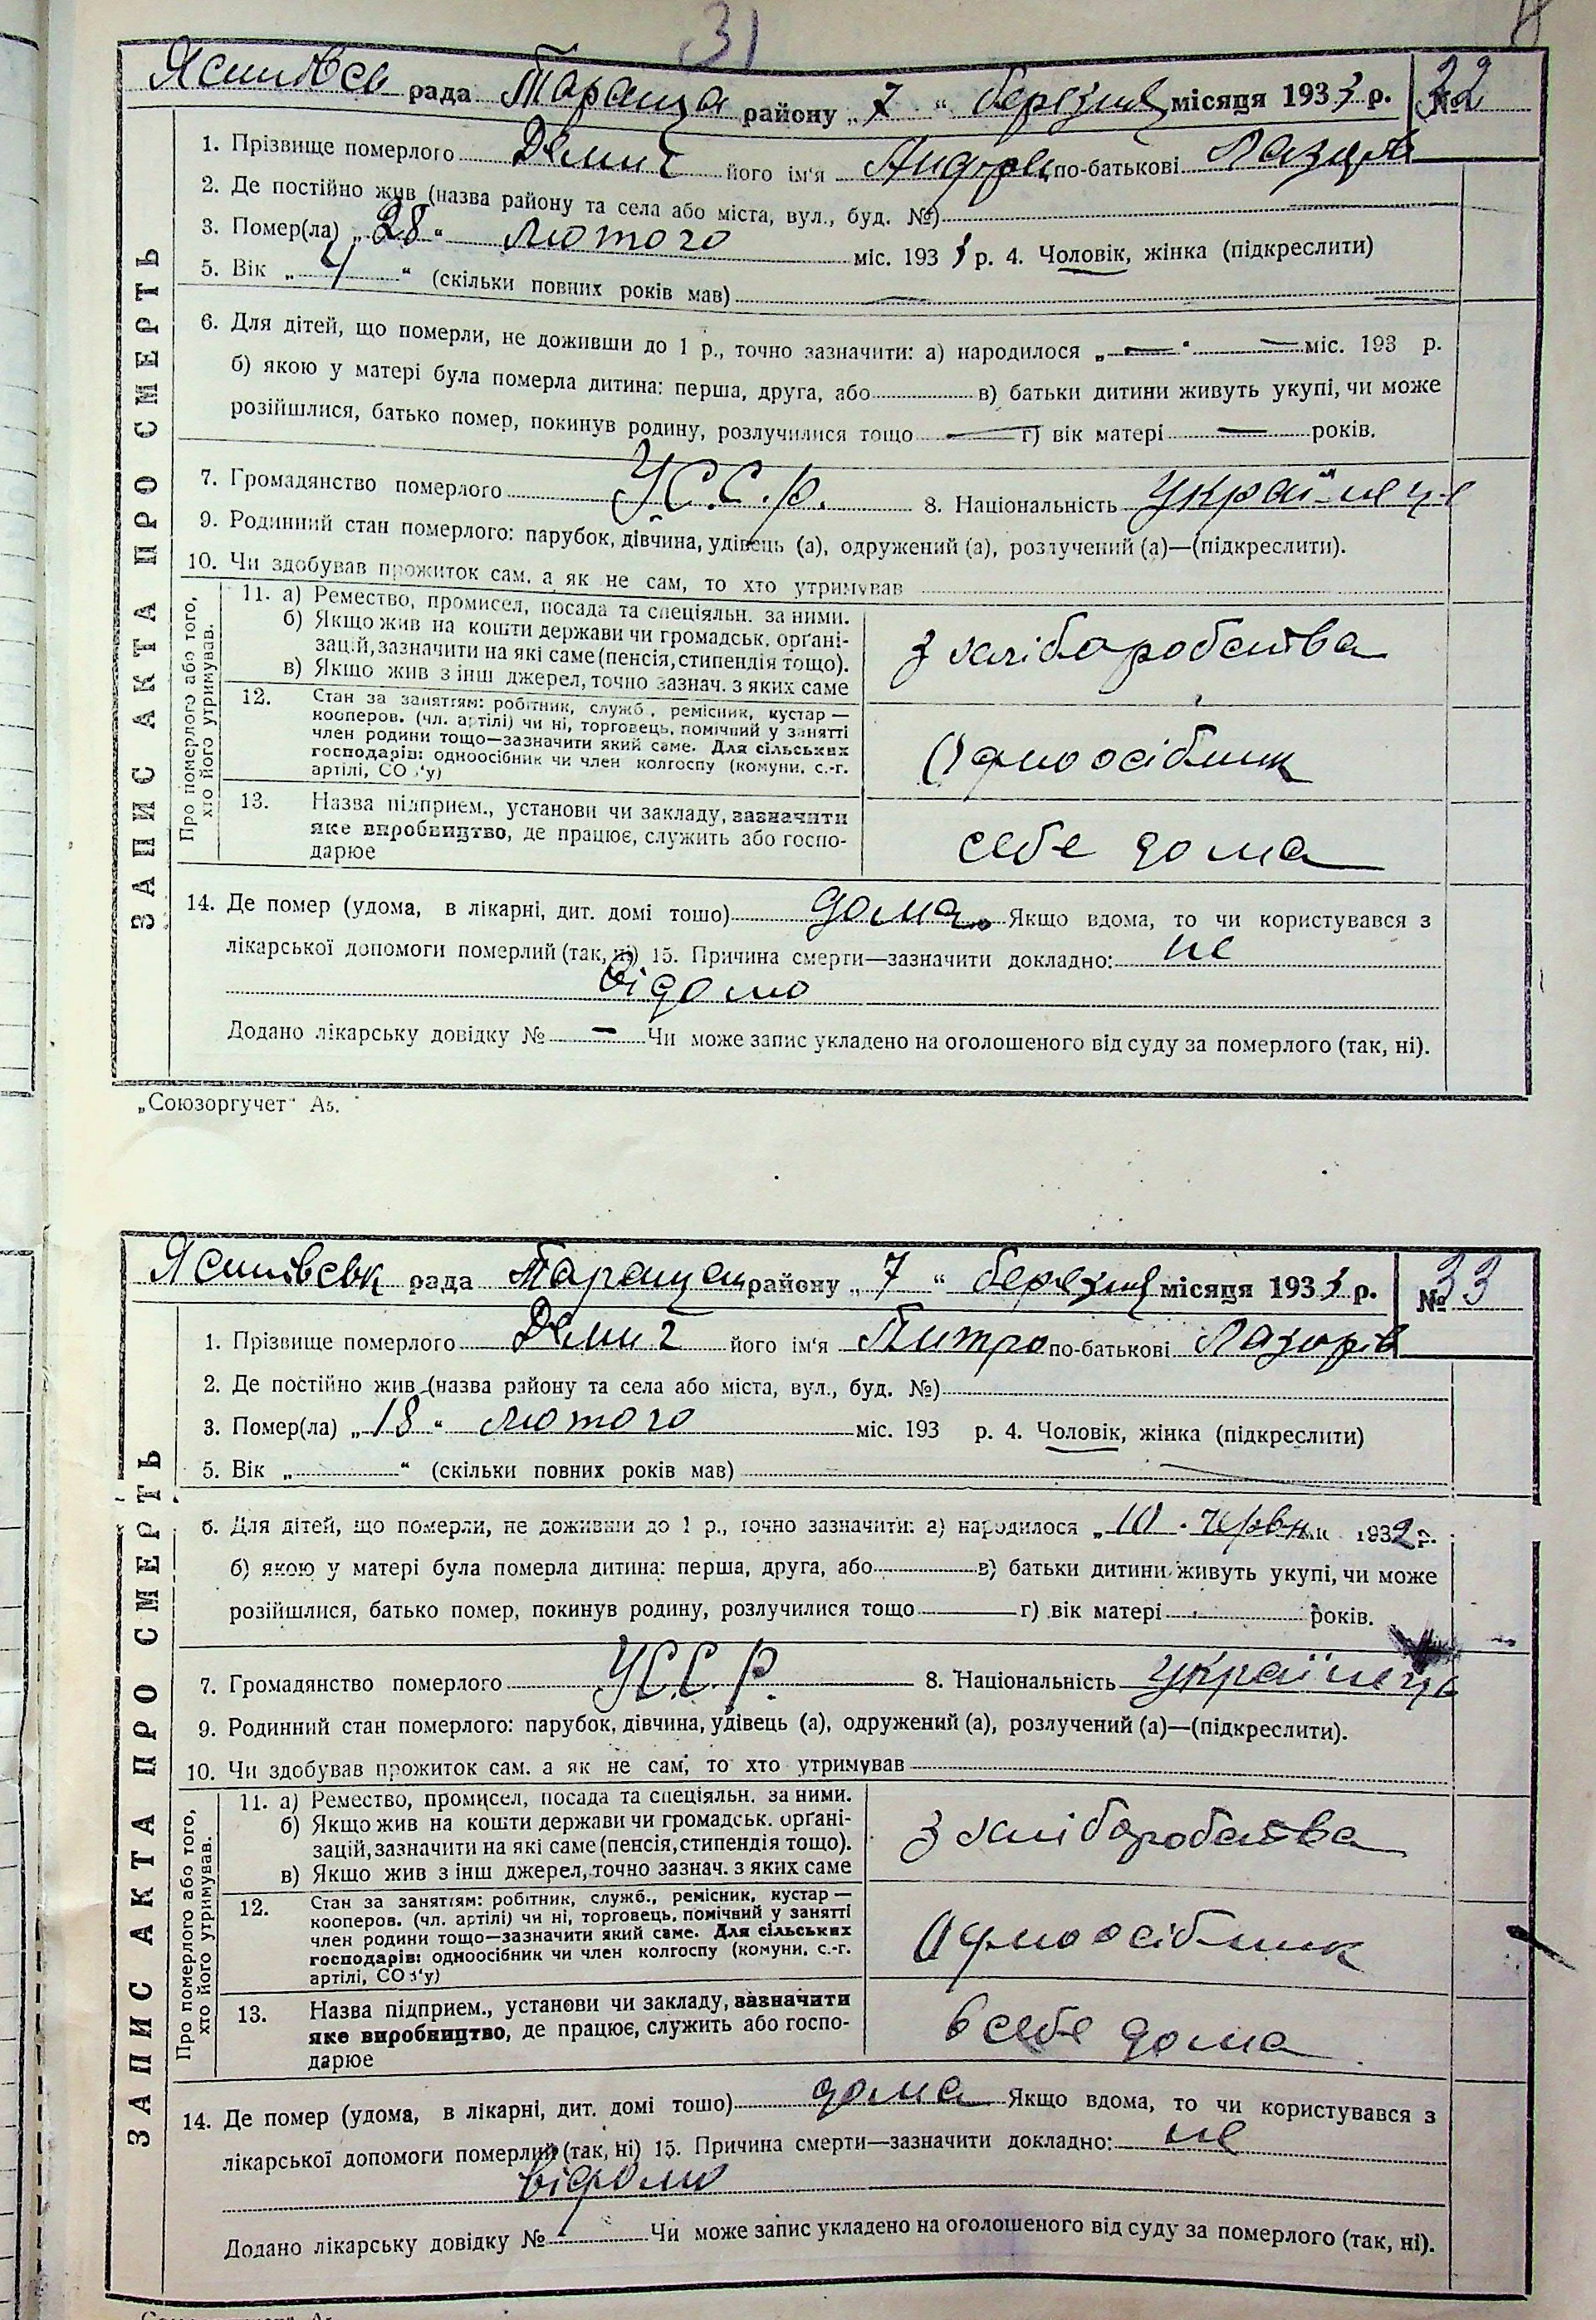 31
рада Тараща району „ 7 “ березня місяця 1933 р. № 32
1. Прізвище померлого Демич його ім'я Андрей по-батькові Лазора
2. Де постійно жив (назва району та села або міста, вул., буд. №)
3. Помер(ла) „ 28 “ лютого міс. 1933 р. 4. Чоловік, жінка (підкреслити)
5. Вік „ 4 “ (скільки повних років мав) —
6. Для дітей, що померли, не доживши до 1 р., точно зазначити: а) народилося „ — “ — міс. 193 р.
б) якою у матері була померла дитина: перша, друга, або в) батьки дитини живуть укупі, чи може
розійшлися, батько помер, покинув родину, розлучилися тощо — г) вік матері — років.
7. Громадянство померлого УС.С.р. 8. Національність українець
9. Родинний стан померлого: парубок, дівчина, удівець (а), одружений (а), розлучений (а)—(підкреслити).
10. Чи здобував прожиток сам, а як не сам, то хто утримував
ЗАПИС АКТА ПРО СМЕРТЬ
Про померлого або того,
хто його утримував.
11. а) Ремество, промисел, посада та спеціяльн. за ними.
б) Якщо жив на кошти держави чи громадськ. орґані-
зацій, зазначити на які саме (пенсія, стипендія тощо).
в) Якщо жив з інш джерел, точно зазнач. з яких саме
з хліборобства
12. Стан за заняттям: робітник, служб., ремісник, кустар —
кооперов. (чл. артілі) чи ні, торговець, помічний у занятті
член родини тощо—зазначити який саме. Для сільських
господарів: одноосібник чи член колгоспу (комуни, с.-г.
артілі, СОЗ'у)
Одноосібник
13. Назва підприєм., установи чи закладу, зазначити
яке виробництво, де працює, служить або госпо-
дарює
себе дома
14. Де помер (удома, в лікарні, дит. домі тошо) дома. Якщо вдома, то чи користувався з
лікарської допомоги померлий (так, ні) 15. Причина смерти—зазначити докладно: не
відомо
Додано лікарську довідку № — Чи може запис укладено на оголошеного від суду за померлого (так, ні).
„Союзоргучет“ А5.
рада Таращан району „ 7 “ березня місяця 1933 р. № 33
1. Прізвище померлого Демич його ім'я Питро по-батькові Лазорів
2. Де постійно жив (назва району та села або міста, вул., буд. №)
3. Помер(ла) „ 18 “ лютого міс. 193 р. 4. Чоловік, жінка (підкреслити)
5. Вік „ “ (скільки повних років мав)
6. Для дітей, що померли, не доживши до 1 р., точно зазначити: а) народилося „ 10 “ червн міс. 1932 р.
б) якою у матері була померла дитина: перша, друга, або в) батьки дитини живуть укупі, чи може
розійшлися, батько помер, покинув родину, розлучилися тощо г) вік матері років.
7. Громадянство померлого УС.С.Р. 8. Національність українець
9. Родинний стан померлого: парубок, дівчина, удівець (а), одружений (а), розлучений (а)—(підкреслити).
10. Чи здобував прожиток сам, а як не сам, то хто утримував
ЗАПИС АКТА ПРО СМЕРТЬ
Про померлого або того,
хто його утримував.
11. а) Ремество, промисел, посада та спеціяльн. за ними.
б) Якщо жив на кошти держави чи громадськ. орґані-
зацій, зазначити на які саме (пенсія, стипендія тощо).
в) Якщо жив з інш джерел, точно зазнач. з яких саме
з хліборобства
12. Стан за заняттям: робітник, служб., ремісник, кустар —
кооперов. (чл. артілі) чи ні, торговець, помічний у занятті
член родини тощо—зазначити який саме. Для сільських
господарів: одноосібник чи член колгоспу (комуни, с.-г.
артілі, СОЗ'у)
Одноосібник
13. Назва підприєм., установи чи закладу, зазначити
яке виробництво, де працює, служить або госпо-
дарює
в себе дома
14. Де помер (удома, в лікарні, дит. домі тошо) дома Якщо вдома, то чи користувався з
лікарської допомоги померлий (так, ні) 15. Причина смерти—зазначити докладно: не
відомо
Додано лікарську довідку № Чи може запис укладено на оголошеного від суду за померлого (так, ні).